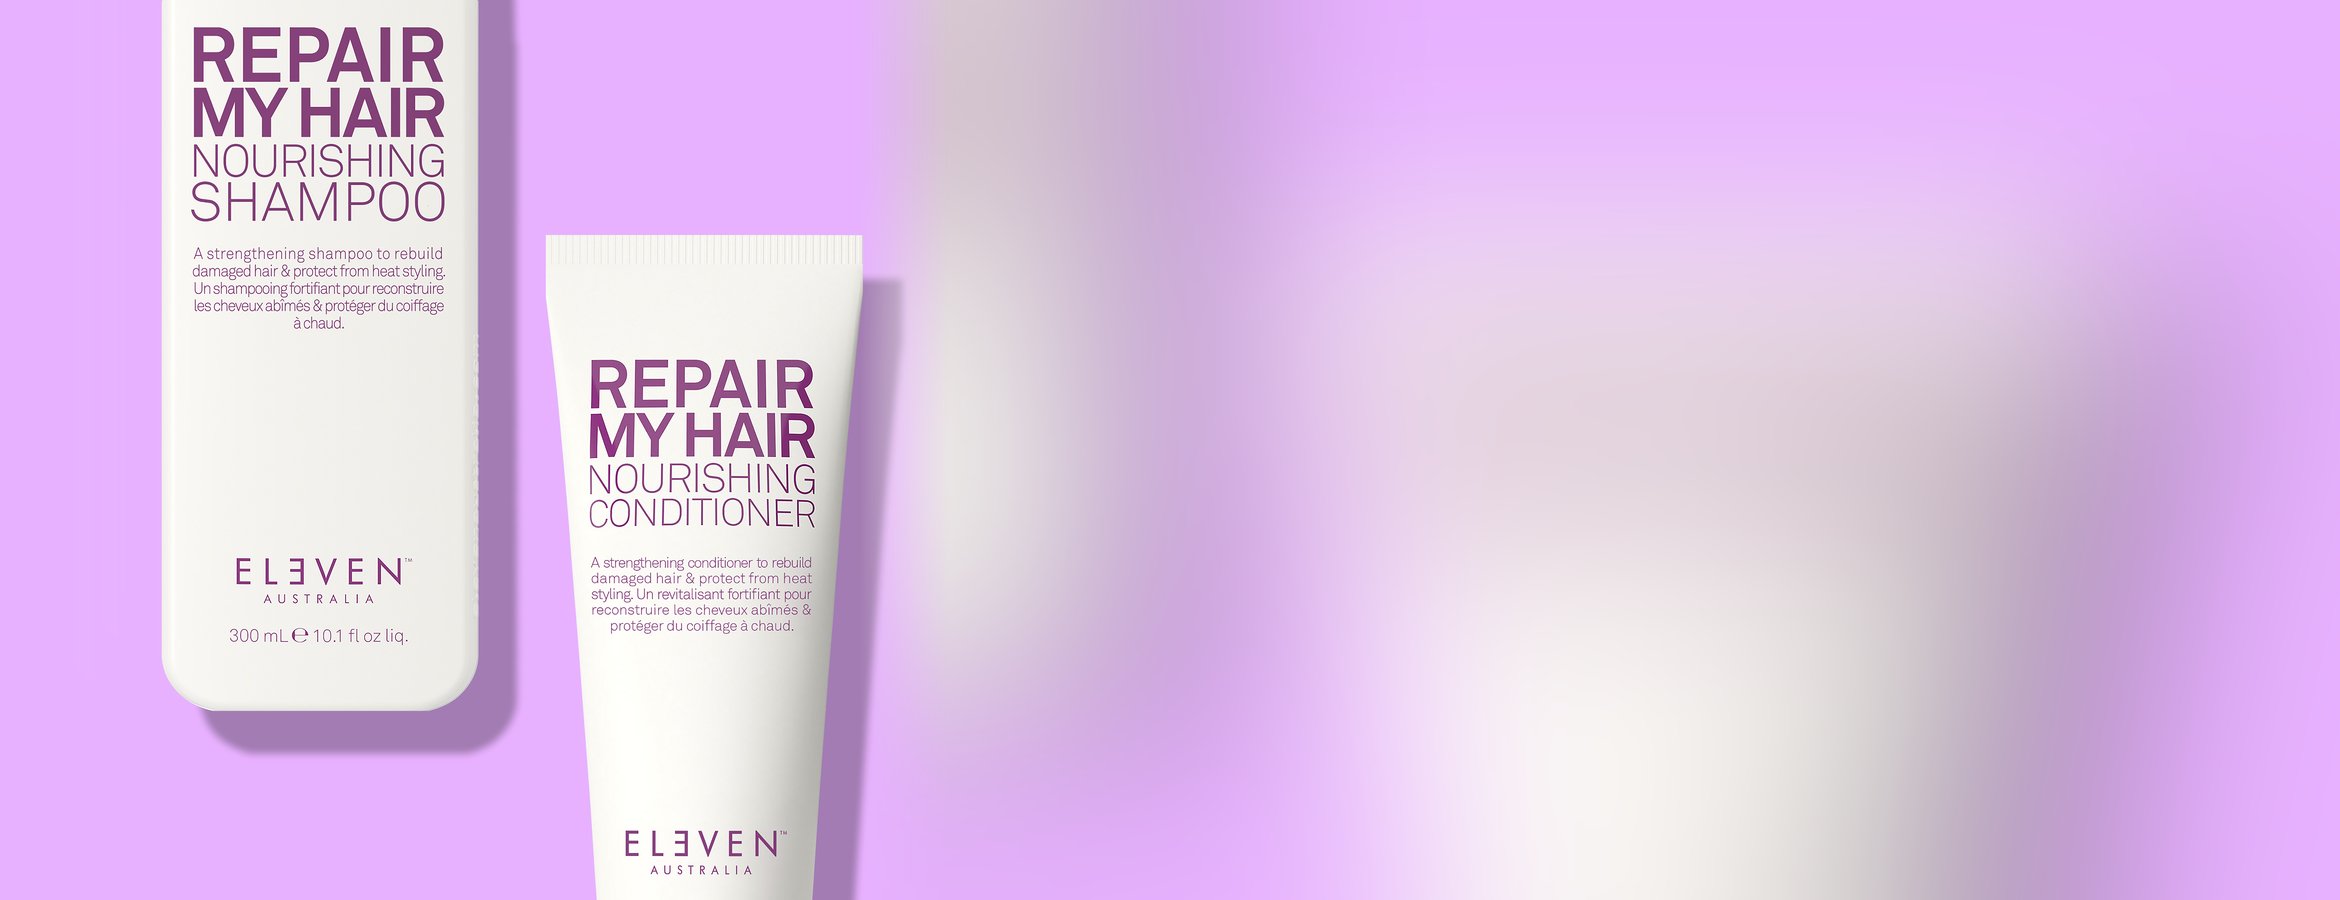 REPAIR
MY HAIR
NOURISHING
SHAMPOO
A strengthening shampoo to rebuild
damaged hair & protect from heat styling.
Un shampooing fortifiant pour reconstruire
les cheveux abîmés & protéger du coiffage
à chaud.
ELEVEN™
AUSTRALIA
300 mL ℮ 10.1 fl oz liq.
REPAIR
MY HAIR
NOURISHING
CONDITIONER
A strengthening conditioner to rebuild
damaged hair & protect from heat
styling. Un revitalisant fortifiant pour
reconstruire les cheveux abîmés &
protéger du coiffage à chaud.
ELEVEN™
AUSTRALIA